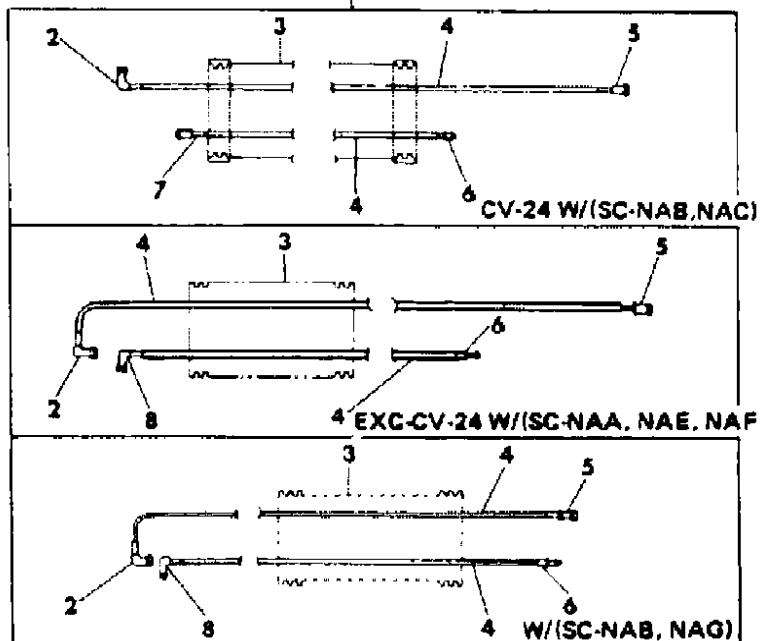 2 3 4 5
7 4 6
CV-24 W/(SC-NAB,NAC)
4 3 5
6
2 8 4
EXC-CV-24 W/(SC-NAA, NAE, NAF
3 4 5
2 8 4 6
W/(SC-NAB, NAG)